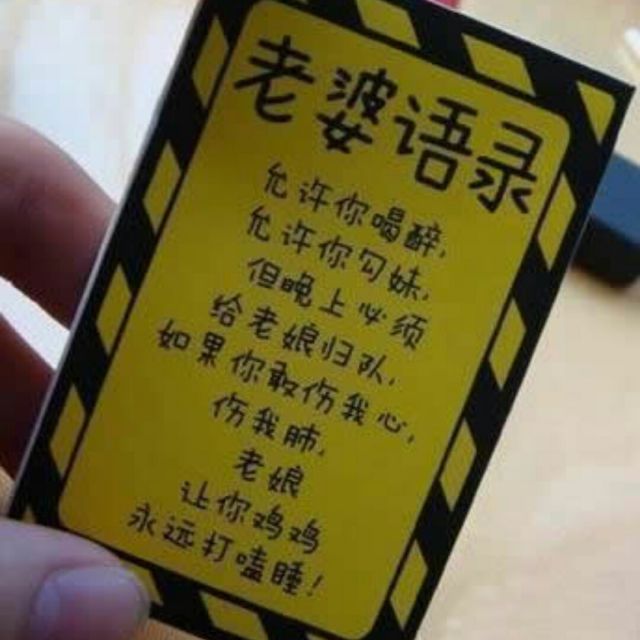 老婆语录
允许你喝醉,
允许你勾妹,
但晚上必须
给老娘归队,
如果你敢伤我心,
伤我肺,
老娘
让你鸡鸡
永远打嗑睡!